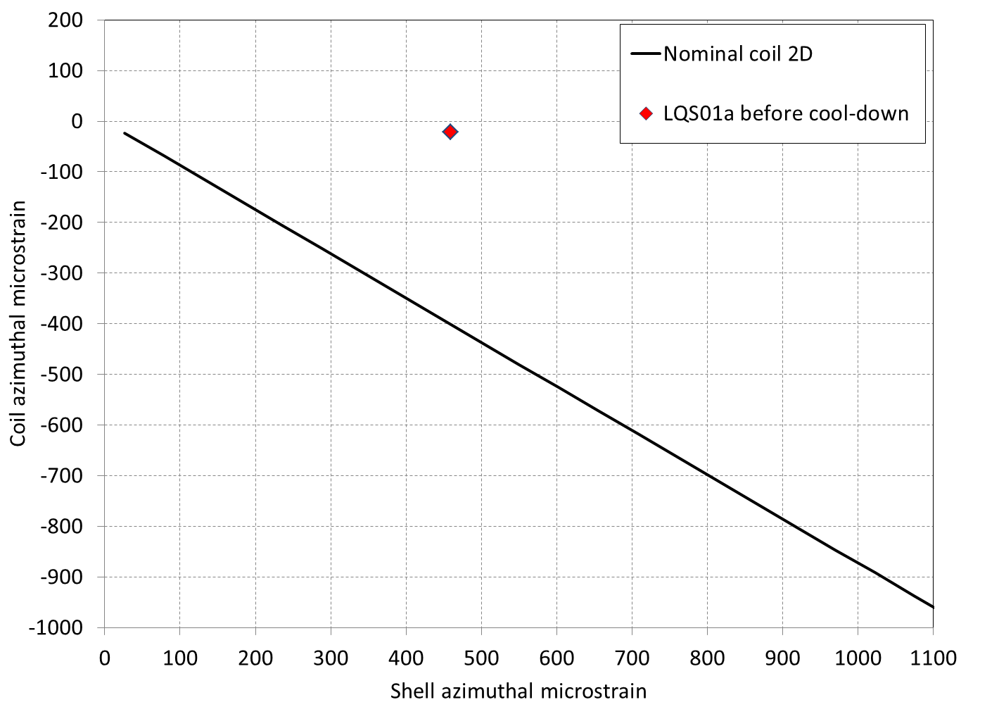 200
100
0
-100
-200
-300
-400
-500
-600
-700
-800
-900
-1000
Coil azimuthal microstrain
Nominal coil 2D
LQS01a before cool-down
0 100 200 300 400 500 600 700 800 900 1000 1100
Shell azimuthal microstrain